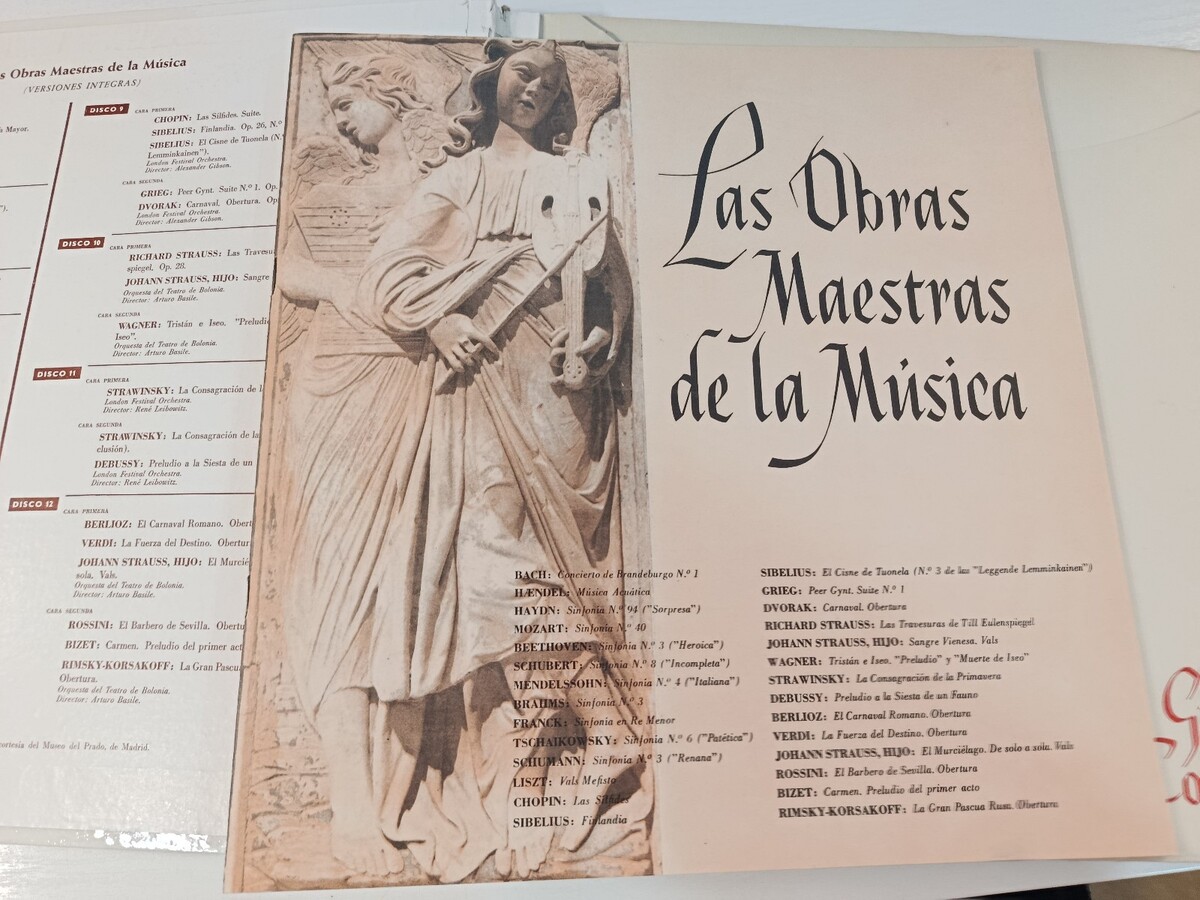 s Obras Maestras de la Música
(VERSIONES INTEGRAS)
Mayor.
").
DISCO 9 CARA PRIMERA
CHOPIN: Las Sílfides. Suite.
SIBELIUS: Finlandia. Op. 26, N.º
SIBELIUS: El Cisne de Tuonela (N.º
Lemminkainen").
London Festival Orchestra.
Director: Alexander Gibson.
CARA SEGUNDA
GRIEG: Peer Gynt. Suite N.º 1. Op.
DVORAK: Carnaval. Obertura. Op
London Festival Orchestra.
Director: Alexander Gibson.
DISCO 10 CARA PRIMERA
RICHARD STRAUSS: Las Travesu
spiegel, Op. 28.
JOHANN STRAUSS, HIJO: Sangre
Orquesta del Teatro de Bolonia.
Director: Arturo Basile.
CARA SEGUNDA
WAGNER: Tristán e Iseo. "Preludio
Iseo".
Orquesta del Teatro de Bolonia.
Director: Arturo Basile.
DISCO 11 CARA PRIMERA
STRAWINSKY: La Consagración de l
London Festival Orchestra.
Director: René Leibowitz.
CARA SEGUNDA
STRAWINSKY: La Consagración de la
clusión).
DEBUSSY: Preludio a la Siesta de un
London Festival Orchestra.
Director: René Leibowitz.
DISCO 12 CARA PRIMERA
BERLIOZ: El Carnaval Romano. Obert
VERDI: La Fuerza del Destino. Obertur
JOHANN STRAUSS, HIJO: El Murcié
sola, Vals.
Orquesta del Teatro de Bolonia.
Director: Arturo Basile.
CARA SEGUNDA
ROSSINI: El Barbero de Sevilla. Obertu
BIZET: Carmen. Preludio del primer act
RIMSKY-KORSAKOFF: La Gran Pascua
Obertura.
Orquesta del Teatro de Bolonia.
Director: Arturo Basile.
cortesía del Museo del Prado, de Madrid.
Las Obras
Maestras
de la Música
BACH: Concierto de Brandeburgo N.º 1
HÆNDEL: Música Acuática
HAYDN: Sinfonía N.º 94 ("Sorpresa")
MOZART: Sinfonía N.º 40
BEETHOVEN: Sinfonía N.º 3 ("Heroica")
SCHUBERT: Sinfonía N.º 8 ("Incompleta")
MENDELSSOHN: Sinfonía N.º 4 ("Italiana")
BRAHMS: Sinfonía N.º 3
FRANCK: Sinfonía en Re Menor
TSCHAIKOWSKY: Sinfonía N.º 6 ("Patética")
SCHUMANN: Sinfonía N.º 3 ("Renana")
LISZT: Vals Mefisto
CHOPIN: Las Sílfides
SIBELIUS: Finlandia
SIBELIUS: El Cisne de Tuonela (N.º 3 de las "Leggende Lemminkainen")
GRIEG: Peer Gynt. Suite N.º 1
DVORAK: Carnaval. Obertura
RICHARD STRAUSS: Las Travesuras de Till Eulenspiegel
JOHANN STRAUSS, HIJO: Sangre Vienesa. Vals
WAGNER: Tristán e Iseo. "Preludio" y "Muerte de Iseo"
STRAWINSKY: La Consagración de la Primavera
DEBUSSY: Preludio a la Siesta de un Fauno
BERLIOZ: El Carnaval Romano. Obertura
VERDI: La Fuerza del Destino. Obertura
JOHANN STRAUSS, HIJO: El Murciélago. De solo a sola. Vals
ROSSINI: El Barbero de Sevilla. Obertura
BIZET: Carmen. Preludio del primer acto
RIMSKY-KORSAKOFF: La Gran Pascua Rusa. Obertura